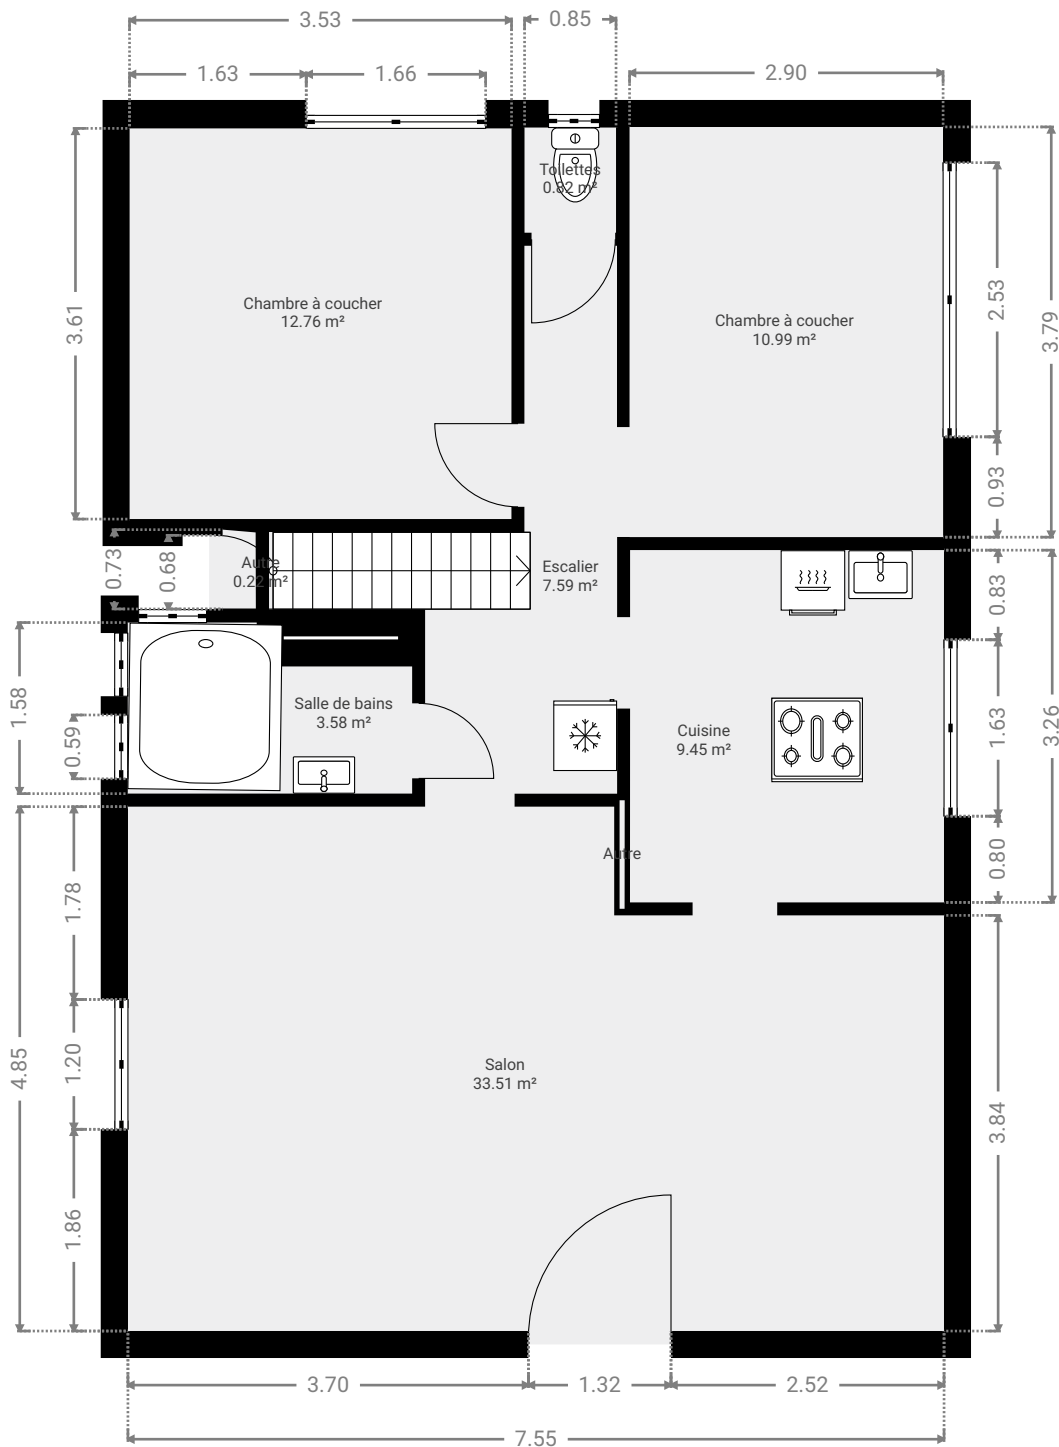 3.53
0.85
1.63
1.66
2.90
Toilettes
0.82 m²
Chambre à coucher
12.76 m²
Chambre à coucher
10.99 m²
3.61
2.53
3.79
0.93
0.73
0.68
Autre
0.22 m²
Escalier
7.59 m²
0.83
1.58
0.59
Salle de bains
3.58 m²
Cuisine
9.45 m²
1.63
3.26
Autre
0.80
1.78
4.85
1.20
Salon
33.51 m²
3.84
1.86
3.70
1.32
2.52
7.55